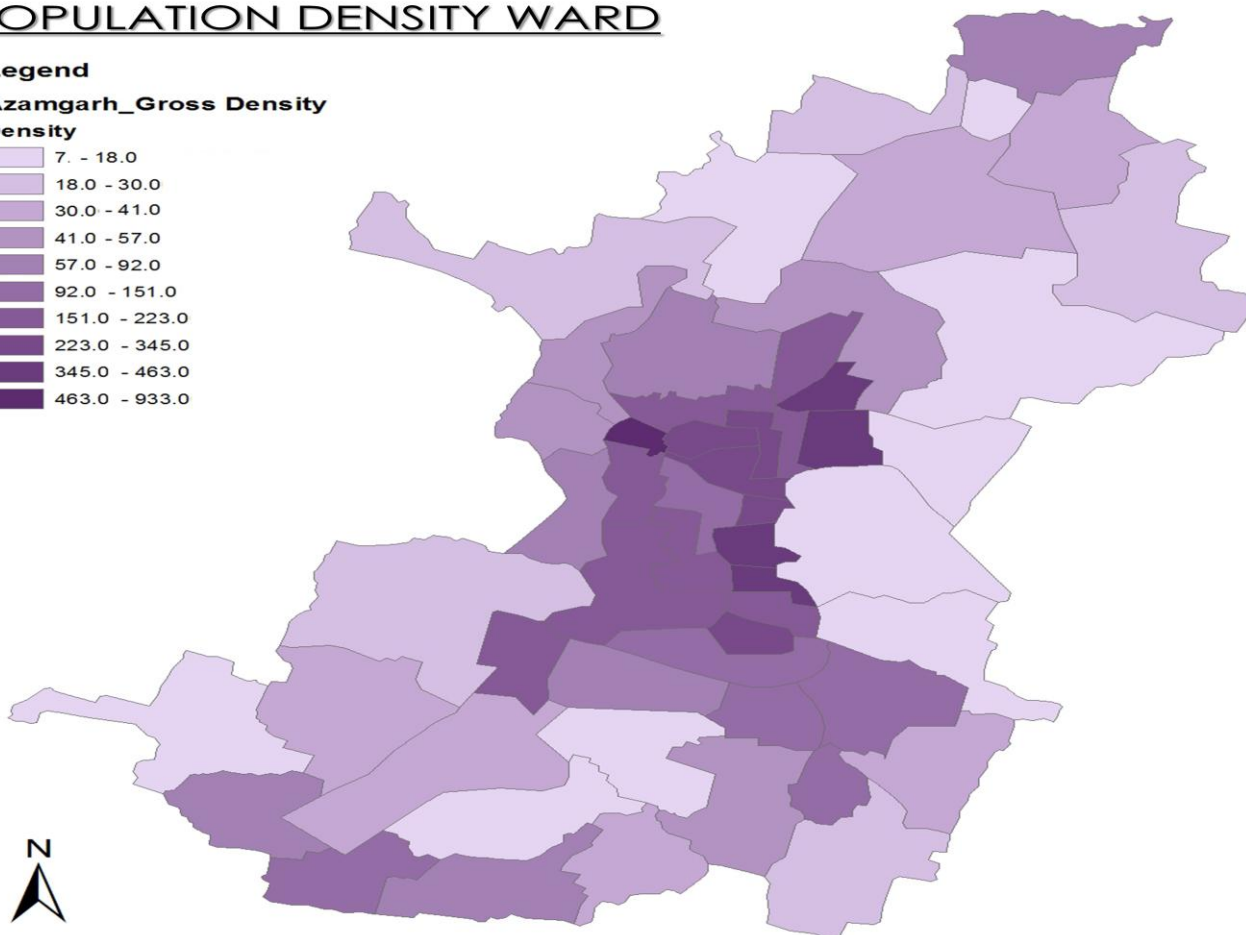 OPULATION DENSITY WARD
egend
zamgarh_Gross Density
ensity
7. - 18.0
18.0 - 30.0
30.0 - 41.0
41.0 - 57.0
57.0 - 92.0
92.0 - 151.0
151.0 - 223.0
223.0 - 345.0
345.0 - 463.0
463.0 - 933.0
N